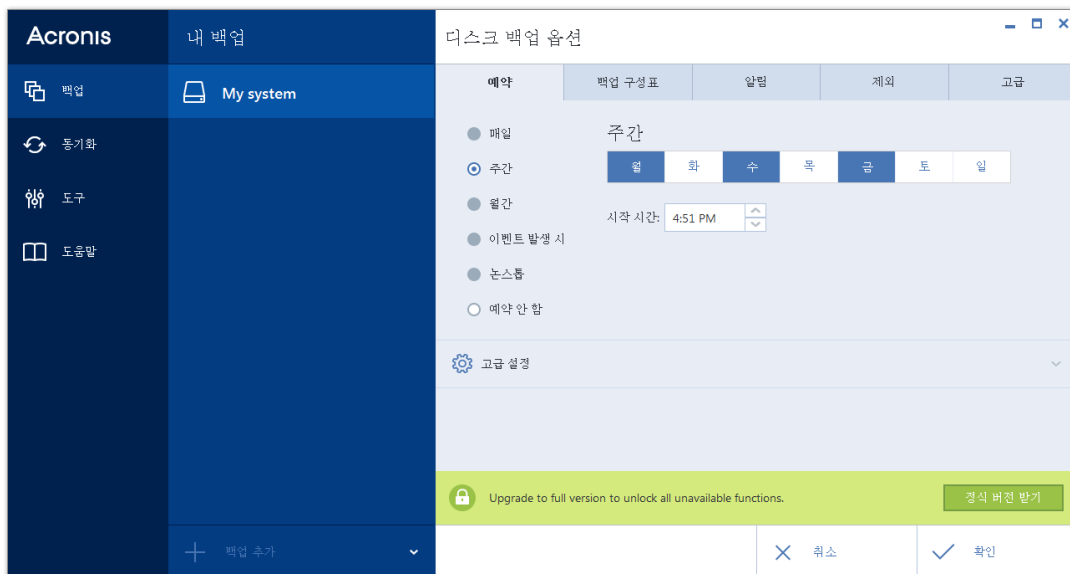 Acronis
내 백업
디스크 백업 옵션
백업
동기화
도구
도움말
My system
예약
백업 구성표
알림
제외
고급
매일
주간
월간
이벤트 발생 시
논스톱
예약 안 함
주간
월 화 수 목 금 토 일
시작 시간: 4:51 PM
고급 설정
Upgrade to full version to unlock all unavailable functions.
정식 버전 받기
백업 추가
취소
확인